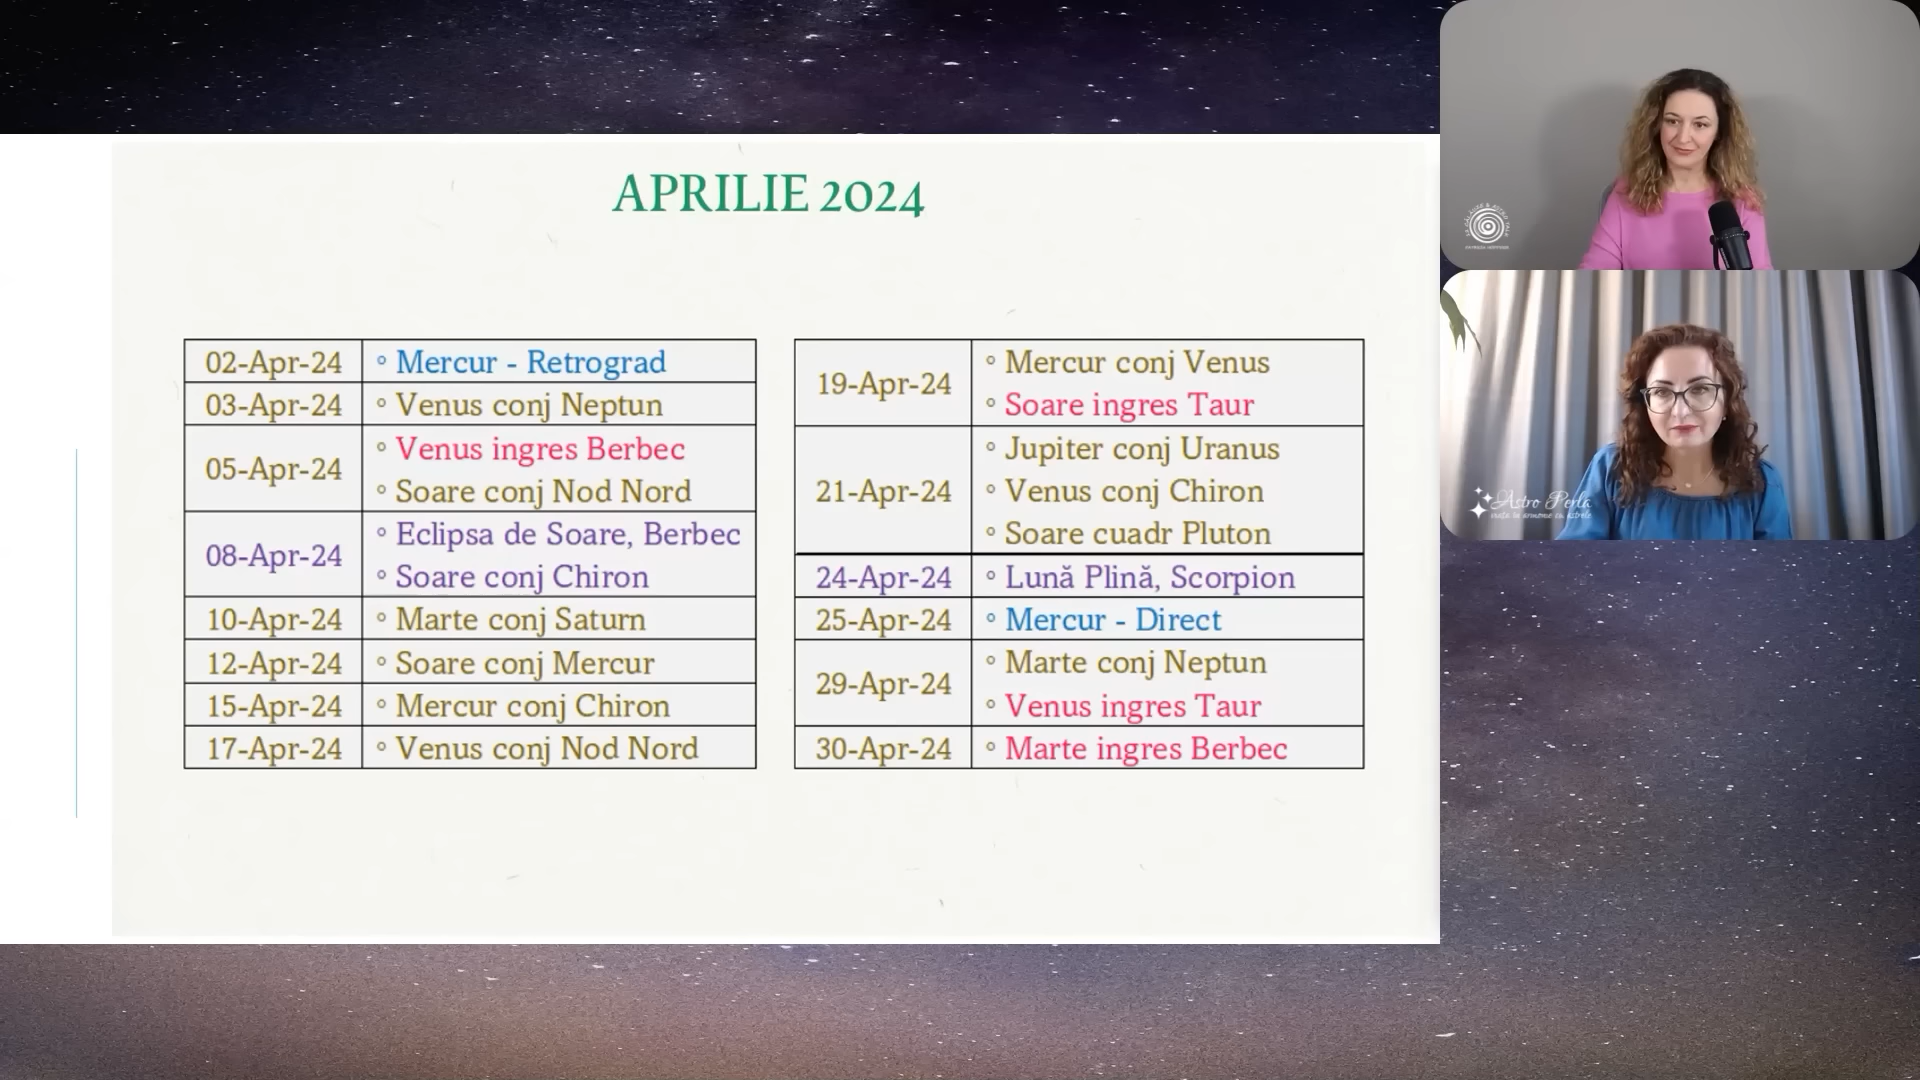 APRILIE 2024
02-Apr-24 ◦ Mercur - Retrograd
03-Apr-24 ◦ Venus conj Neptun
05-Apr-24 ◦ Venus ingres Berbec
◦ Soare conj Nod Nord
08-Apr-24 ◦ Eclipsa de Soare, Berbec
◦ Soare conj Chiron
10-Apr-24 ◦ Marte conj Saturn
12-Apr-24 ◦ Soare conj Mercur
15-Apr-24 ◦ Mercur conj Chiron
17-Apr-24 ◦ Venus conj Nod Nord
19-Apr-24 ◦ Mercur conj Venus
◦ Soare ingres Taur
21-Apr-24 ◦ Jupiter conj Uranus
◦ Venus conj Chiron
◦ Soare cuadr Pluton
24-Apr-24 ◦ Lună Plină, Scorpion
25-Apr-24 ◦ Mercur - Direct
29-Apr-24 ◦ Marte conj Neptun
◦ Venus ingres Taur
30-Apr-24 ◦ Marte ingres Berbec
Astro Perla
viața în armonie cu astrele